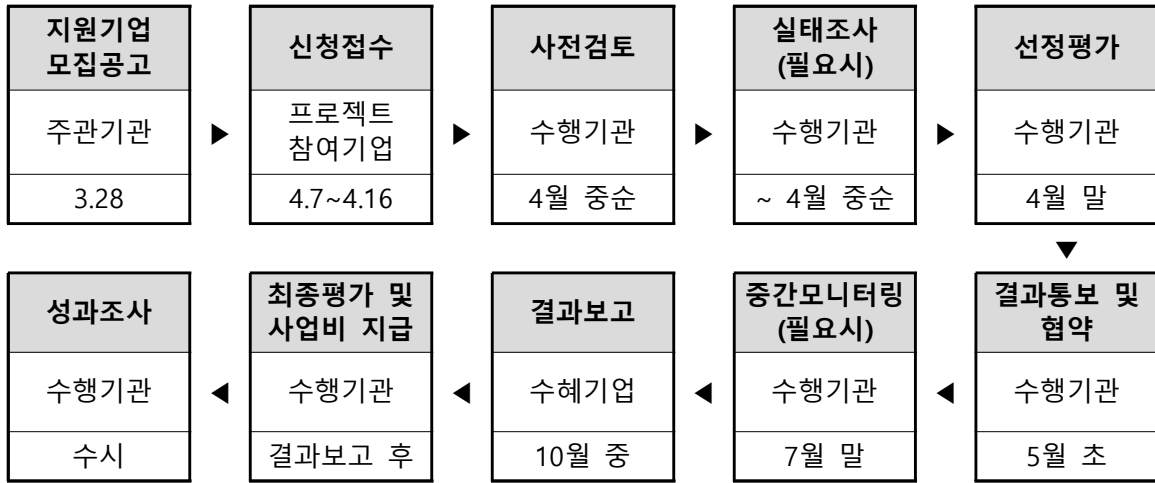 지원기업
모집공고
주관기관
3.28
▶
신청접수
프로젝트
참여기업
4.7~4.16
▶
사전검토
수행기관
4월 중순
▶
실태조사
(필요시)
수행기관
~ 4월 중순
▶
선정평가
수행기관
4월 말
▼
결과통보 및
협약
수행기관
5월 초
◀
중간모니터링
(필요시)
수행기관
7월 말
◀
결과보고
수혜기업
10월 중
◀
최종평가 및
사업비 지급
수행기관
결과보고 후
◀
성과조사
수행기관
수시